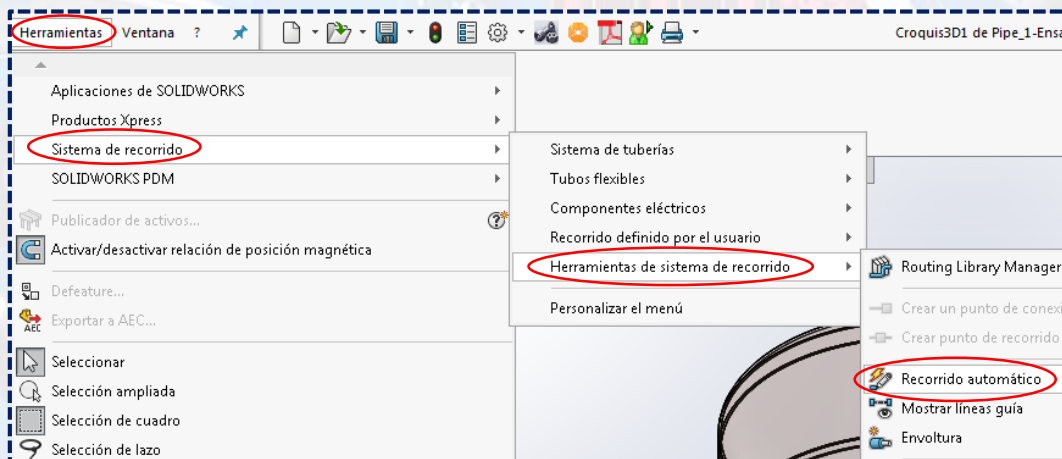 Herramientas Ventana ? Croquis3D1 de Pipe_1-Ensa
Aplicaciones de SOLIDWORKS
Productos Xpress
Sistema de recorrido
SOLIDWORKS PDM
Publicador de activos...
Activar/desactivar relación de posición magnética
Defeature...
Exportar a AEC...
Seleccionar
Selección ampliada
Selección de cuadro
Selección de lazo
Sistema de tuberías
Tubos flexibles
Componentes eléctricos
Recorrido definido por el usuario
Herramientas de sistema de recorrido
Personalizar el menú
Routing Library Manager
Crear un punto de conexi
Crear punto de recorrido
Recorrido automático
Mostrar líneas guía
Envoltura